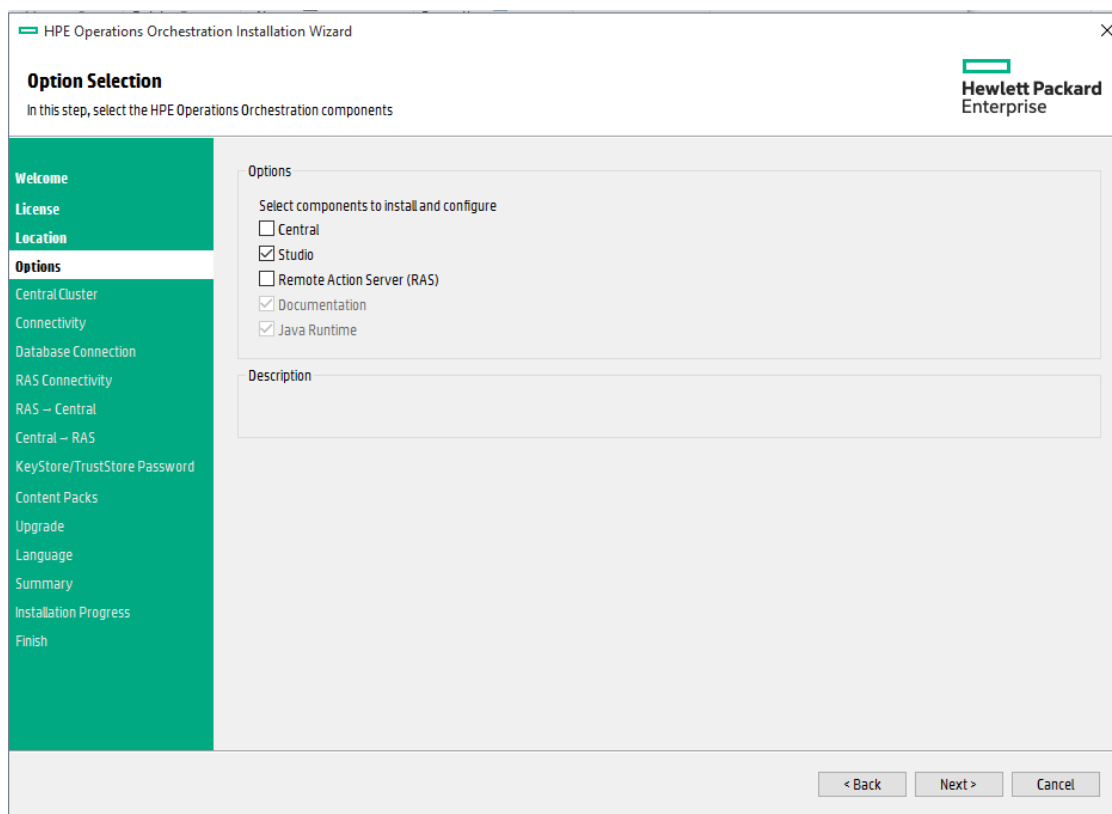 HPE Operations Orchestration Installation Wizard
Option Selection
In this step, select the HPE Operations Orchestration components
Hewlett Packard
Enterprise
Welcome
License
Location
Options
Central Cluster
Connectivity
Database Connection
RAS Connectivity
RAS → Central
Central → RAS
KeyStore/TrustStore Password
Content Packs
Upgrade
Language
Summary
Installation Progress
Finish
Options
Select components to install and configure
Central
Studio
Remote Action Server (RAS)
Documentation
Java Runtime
Description
< Back
Next >
Cancel